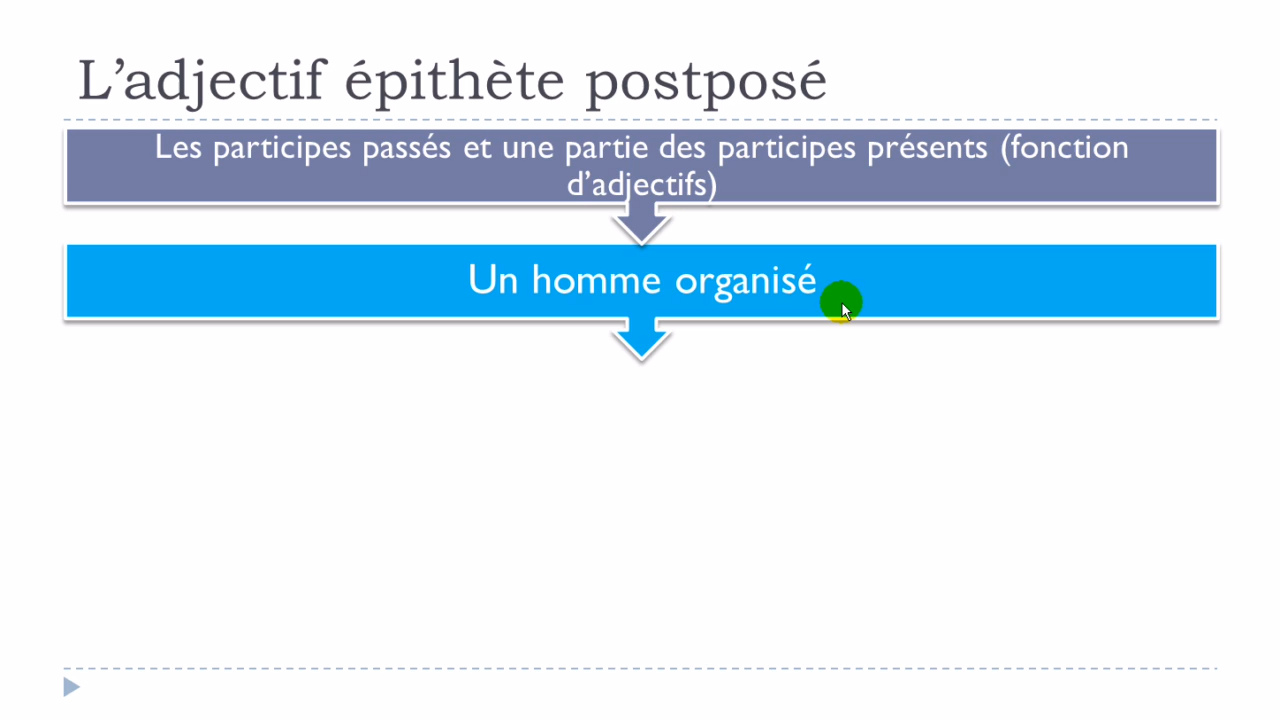 L’adjectif épithète postposé
Les participes passés et une partie des participes présents (fonction
d’adjectifs)
Un homme organisé